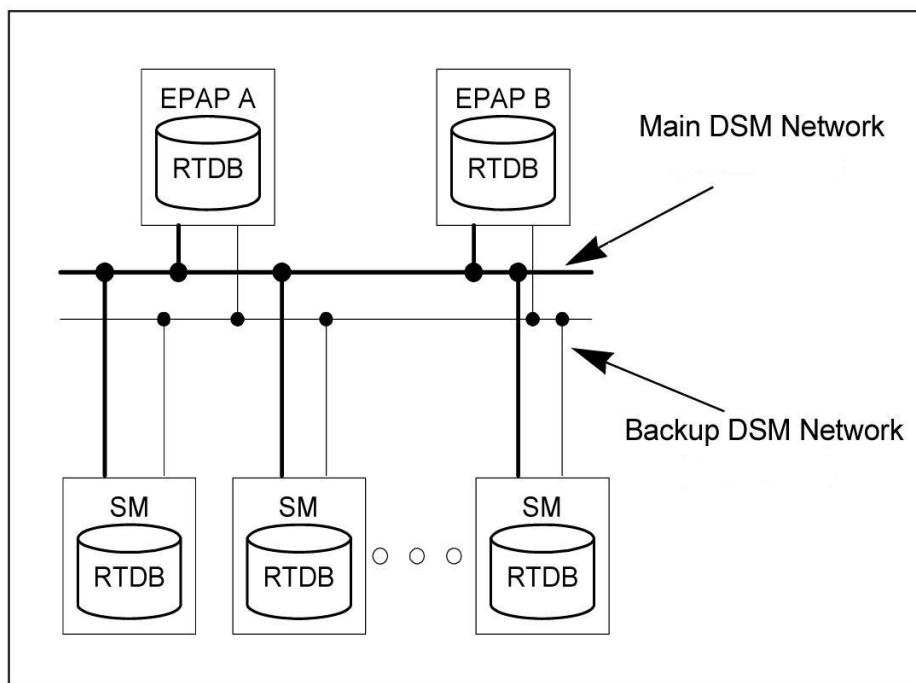 EPAP A
RTDB
EPAP B
RTDB
Main DSM Network
Backup DSM Network
SM
RTDB
SM
RTDB
SM
RTDB